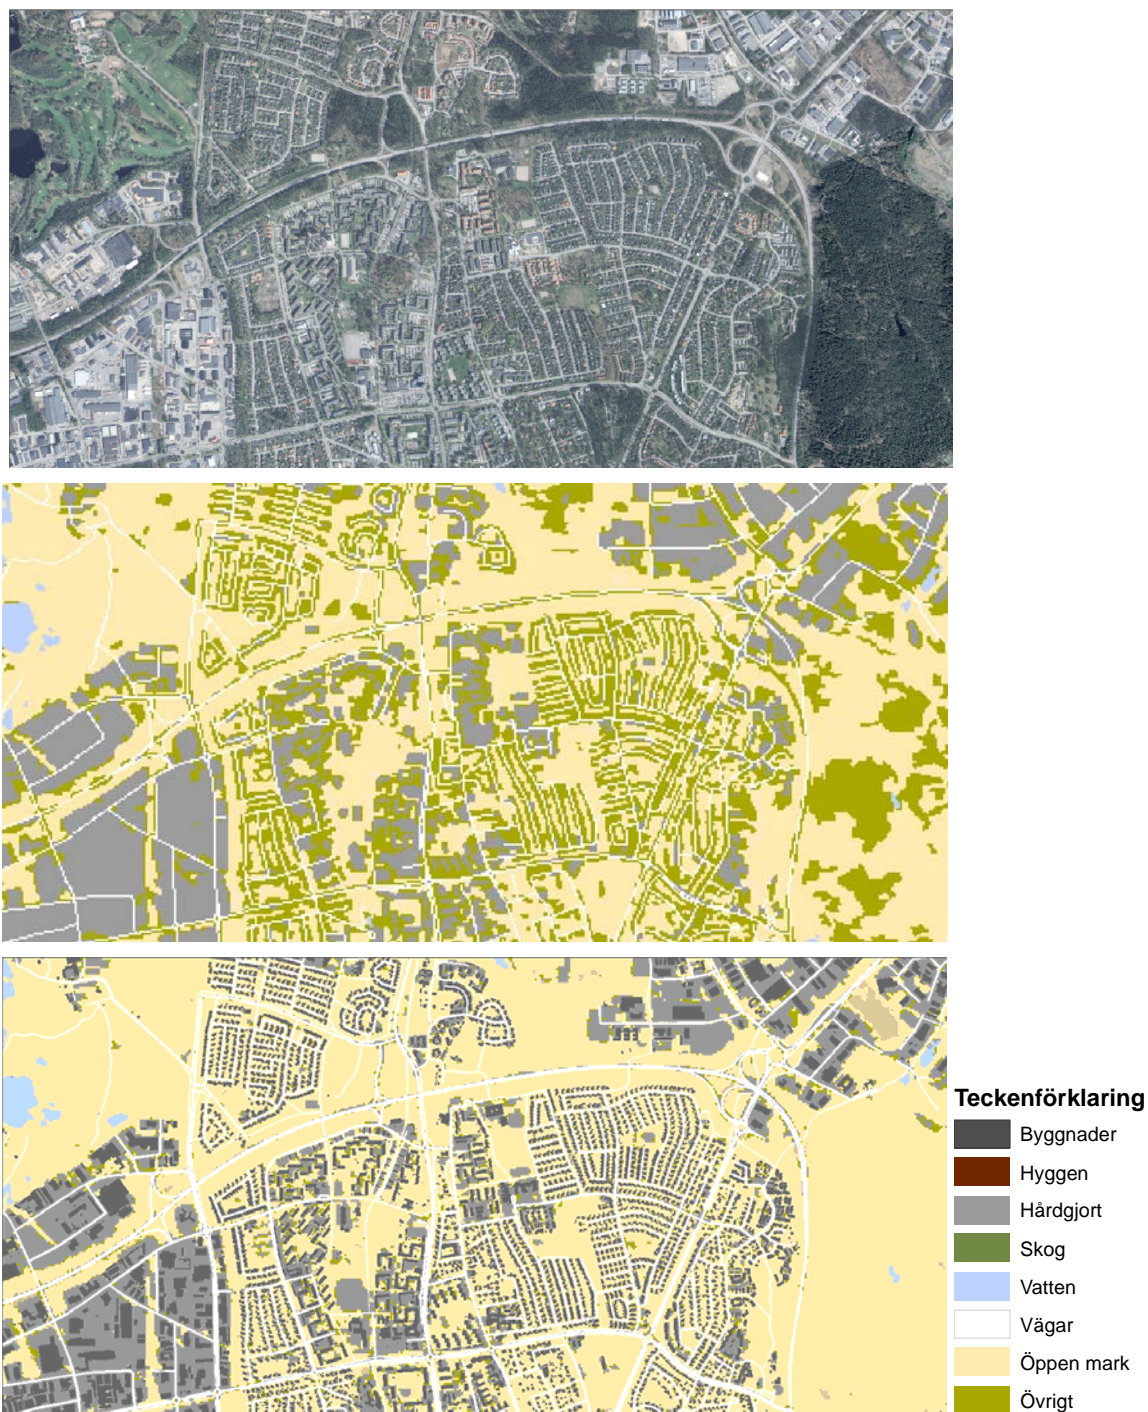 Teckenförklaring
Byggnader
Hyggen
Hårdgjort
Skog
Vatten
Vägar
Öppen mark
Övrigt